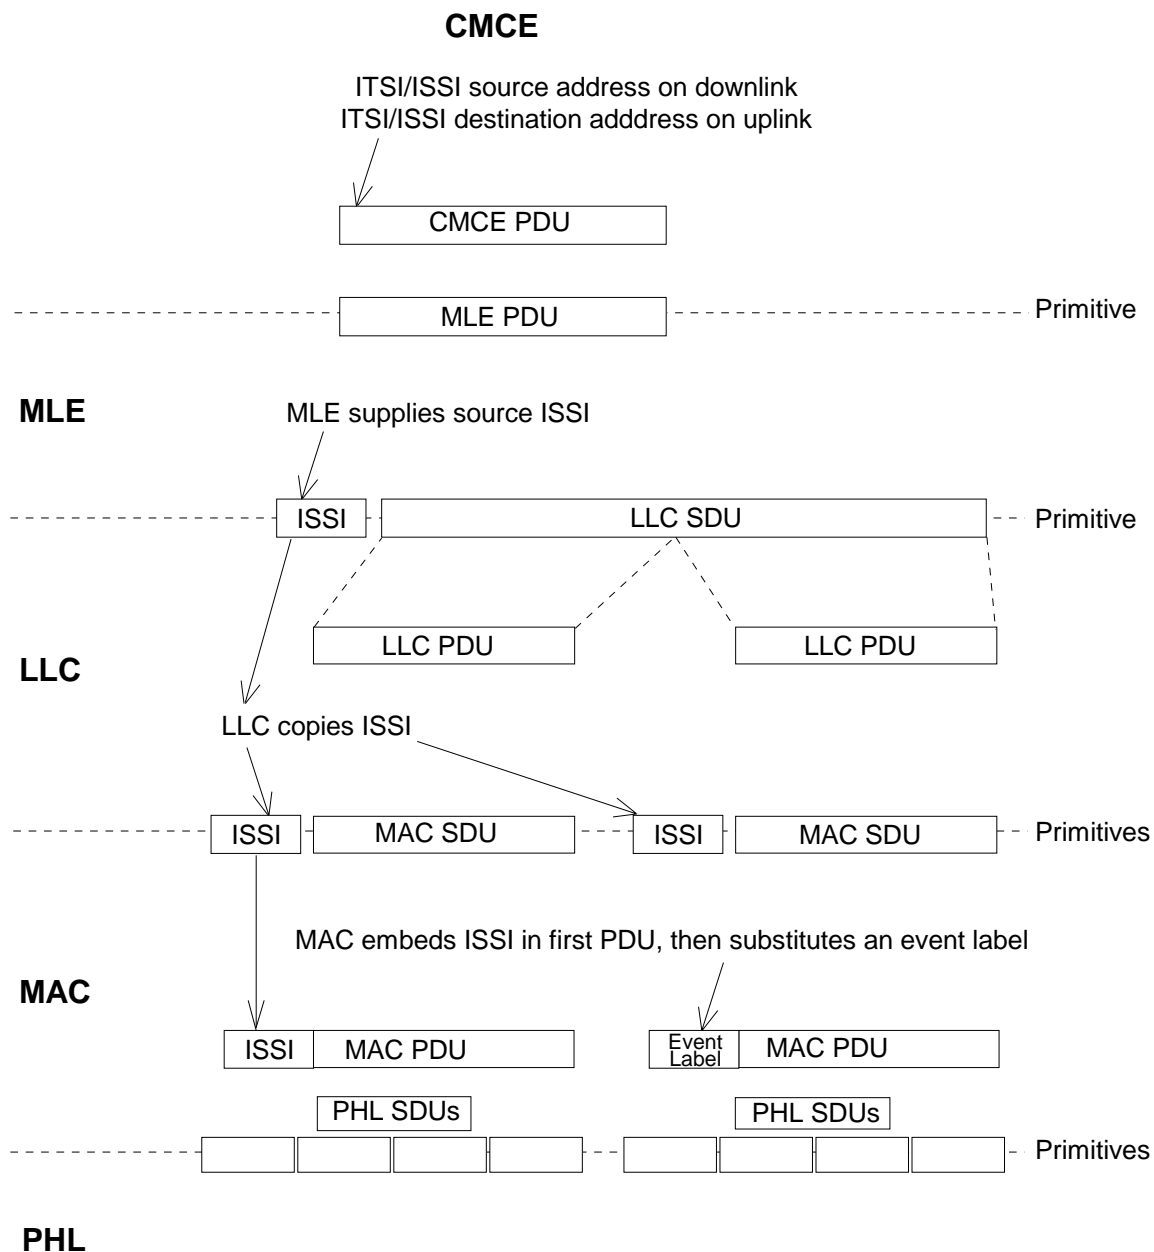 CMCE
ITSI/ISSI source address on downlink
ITSI/ISSI destination adddress on uplink
CMCE PDU
MLE PDU
Primitive
MLE
MLE supplies source ISSI
ISSI
LLC SDU
Primitive
LLC PDU
LLC PDU
LLC
LLC copies ISSI
ISSI
MAC SDU
ISSI
MAC SDU
Primitives
MAC embeds ISSI in first PDU, then substitutes an event label
MAC
ISSI
MAC PDU
Event
Label
MAC PDU
PHL SDUs
PHL SDUs
Primitives
PHL